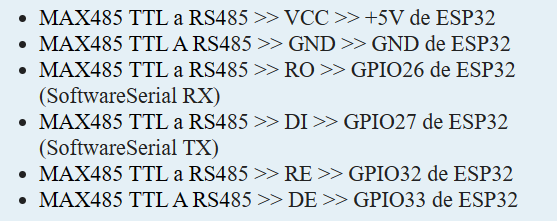 • MAX485 TTL a RS485 >> VCC >> +5V de ESP32
• MAX485 TTL A RS485 >> GND >> GND de ESP32
• MAX485 TTL a RS485 >> RO >> GPIO26 de ESP32
(SoftwareSerial RX)
• MAX485 TTL a RS485 >> DI >> GPIO27 de ESP32
(SoftwareSerial TX)
• MAX485 TTL a RS485 >> RE >> GPIO32 de ESP32
• MAX485 TTL A RS485 >> DE >> GPIO33 de ESP32